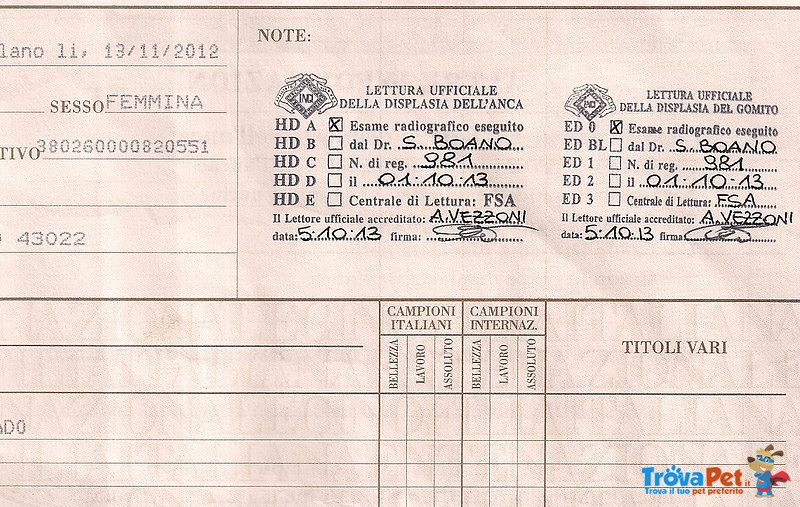 lano li, 13/11/2012
SESSO FEMMINA
TIVO 380260000820551
43022
NOTE:
LETTURA UFFICIALE
DELLA DISPLASIA DELL'ANCA
HD A ☒ Esame radiografico eseguito
HD B ☐ dal Dr. S. BOANO
HD C ☐ N. di reg. 981
HD D ☐ il 01.10.13
HD E ☐ Centrale di Lettura: FSA
Il Lettore ufficiale accreditato: A.VEZZONI
data: 5.10.13 firma:
LETTURA UFFICIALE
DELLA DISPLASIA DEL GOMITO
ED 0 ☒ Esame radiografico eseguito
ED BL ☐ dal Dr. S. BOANO
ED 1 ☐ N. di reg. 981
ED 2 ☐ il 01.10.13
ED 3 ☐ Centrale di Lettura: FSA
Il Lettore ufficiale accreditato: A.VEZZONI
data: 5.10.13 firma
CAMPIONI ITALIANI
CAMPIONI INTERNAZ.
TITOLI VARI
BELLEZZA
LAVORO
ASSOLUTO
BELLEZZA
LAVORO
ASSOLUTO
ADO
TrovaPet.it
Trova il tuo pet preferito